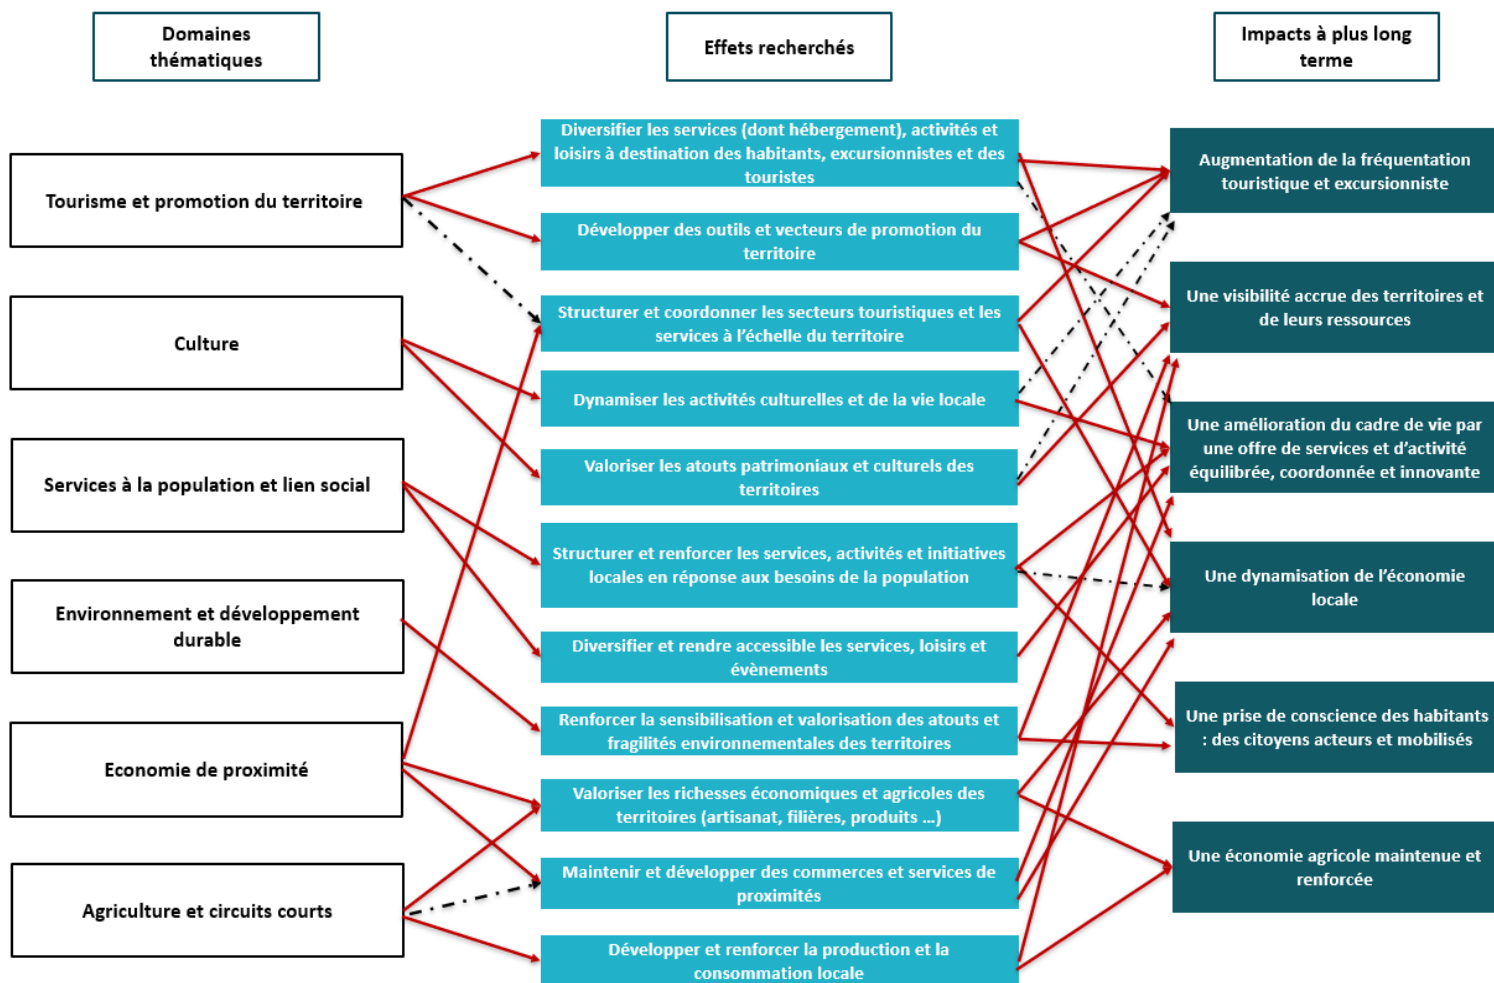 Domaines
thématiques
Effets recherchés
Impacts à plus long
terme
Tourisme et promotion du territoire
Culture
Services à la population et lien social
Environnement et développement
durable
Economie de proximité
Agriculture et circuits courts
Diversifier les services (dont hébergement), activités et
loisirs à destination des habitants, excursionnistes et des
touristes
Développer des outils et vecteurs de promotion du
territoire
Structurer et coordonner les secteurs touristiques et les
services à l'échelle du territoire
Dynamiser les activités culturelles et de la vie locale
Valoriser les atouts patrimoniaux et culturels des
territoires
Structurer et renforcer les services, activités et initiatives
locales en réponse aux besoins de la population
Diversifier et rendre accessible les services, loisirs et
évènements
Renforcer la sensibilisation et valorisation des atouts et
fragilités environnementales des territoires
Valoriser les richesses économiques et agricoles des
territoires (artisanat, filières, produits ...)
Maintenir et développer des commerces et services de
proximités
Développer et renforcer la production et la
consommation locale
Augmentation de la fréquentation
touristique et excursionniste
Une visibilité accrue des territoires et
de leurs ressources
Une amélioration du cadre de vie par
une offre de services et d'activité
équilibrée, coordonnée et innovante
Une dynamisation de l'économie
locale
Une prise de conscience des habitants
: des citoyens acteurs et mobilisés
Une économie agricole maintenue et
renforcée